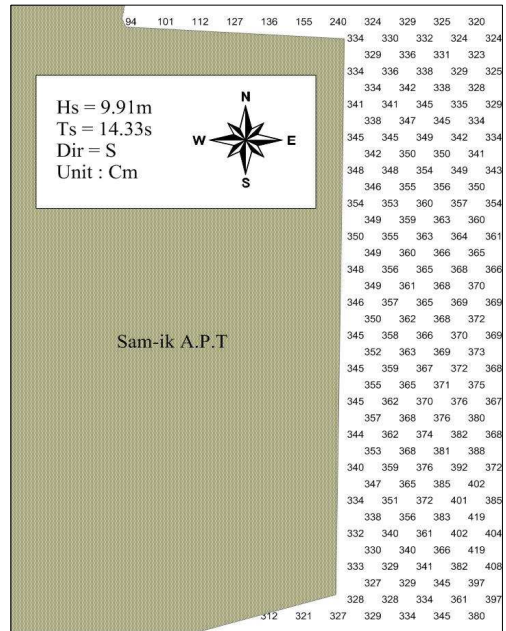 94 101 112 127 136 155 240 324 329 325 320
334 330 332 324 324
329 336 331 323
334 336 338 329 325
334 342 338 328
341 341 345 335 329
338 347 345 334
345 345 349 342 334
342 350 350 341
348 348 354 349 343
346 355 356 350
354 353 360 357 354
349 359 363 360
350 355 363 364 361
349 360 366 365
348 356 365 368 366
349 361 368 370
346 357 365 369 369
350 362 368 372
345 358 366 370 369
352 363 369 373
345 359 367 372 368
355 365 371 375
345 362 370 376 367
357 368 376 380
344 362 374 382 368
353 368 381 388
340 359 376 392 372
347 365 385 402
334 351 372 401 385
338 356 383 419
332 340 361 402 404
330 340 366 419
333 329 341 382 408
327 329 345 397
328 328 334 361 397
312 321 327 329 334 345 380
Hs = 9.91m
Ts = 14.33s
Dir = S
Unit : Cm
N
W E
S
Sam-ik A.P.T